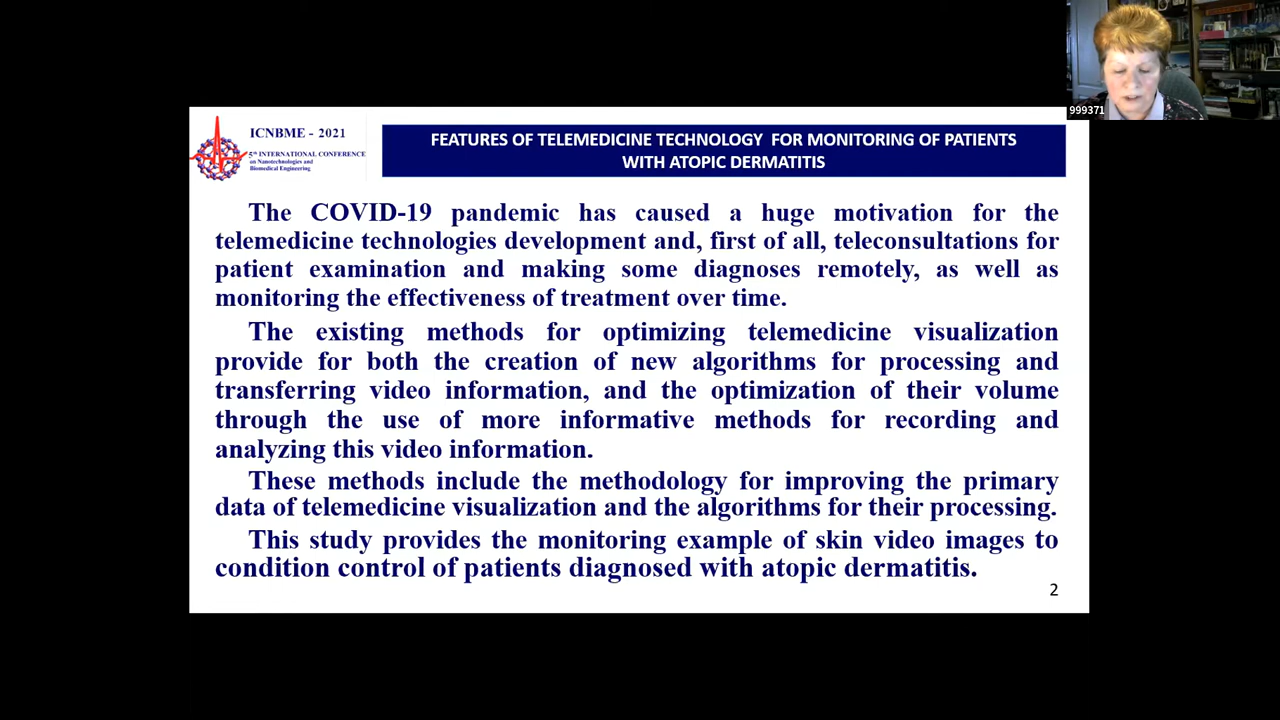 999371
ICNBME - 2021
5th INTERNATIONAL CONFERENCE
on Nanotechnologies and
Biomedical Engineering
FEATURES OF TELEMEDICINE TECHNOLOGY FOR MONITORING OF PATIENTS
WITH ATOPIC DERMATITIS
The COVID-19 pandemic has caused a huge motivation for the
telemedicine technologies development and, first of all, teleconsultations for
patient examination and making some diagnoses remotely, as well as
monitoring the effectiveness of treatment over time.
The existing methods for optimizing telemedicine visualization
provide for both the creation of new algorithms for processing and
transferring video information, and the optimization of their volume
through the use of more informative methods for recording and
analyzing this video information.
These methods include the methodology for improving the primary
data of telemedicine visualization and the algorithms for their processing.
This study provides the monitoring example of skin video images to
condition control of patients diagnosed with atopic dermatitis.
2